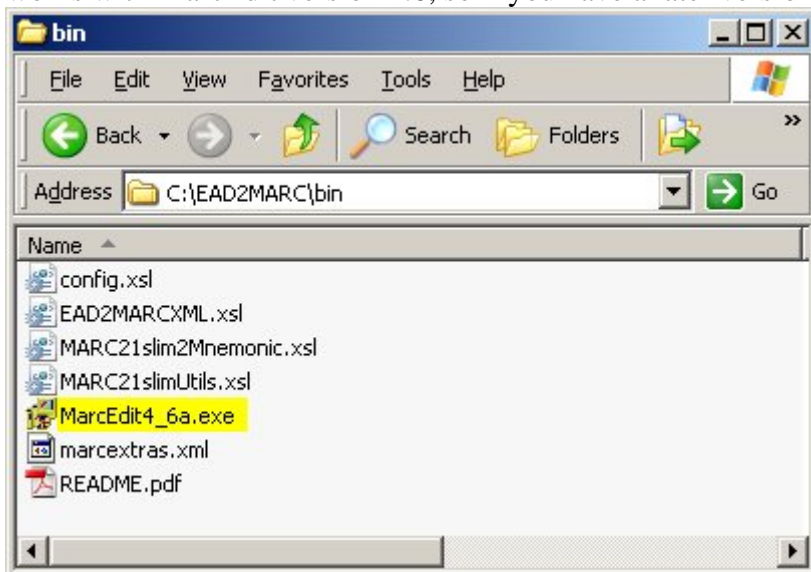 bin
File Edit View Favorites Tools Help
Back Search Folders »
Address C:\EAD2MARC\bin Go
Name
config.xsl
EAD2MARCXML.xsl
MARC21slim2Mnemonic.xsl
MARC21slimUtils.xsl
MarcEdit4_6a.exe
marcextras.xml
README.pdf